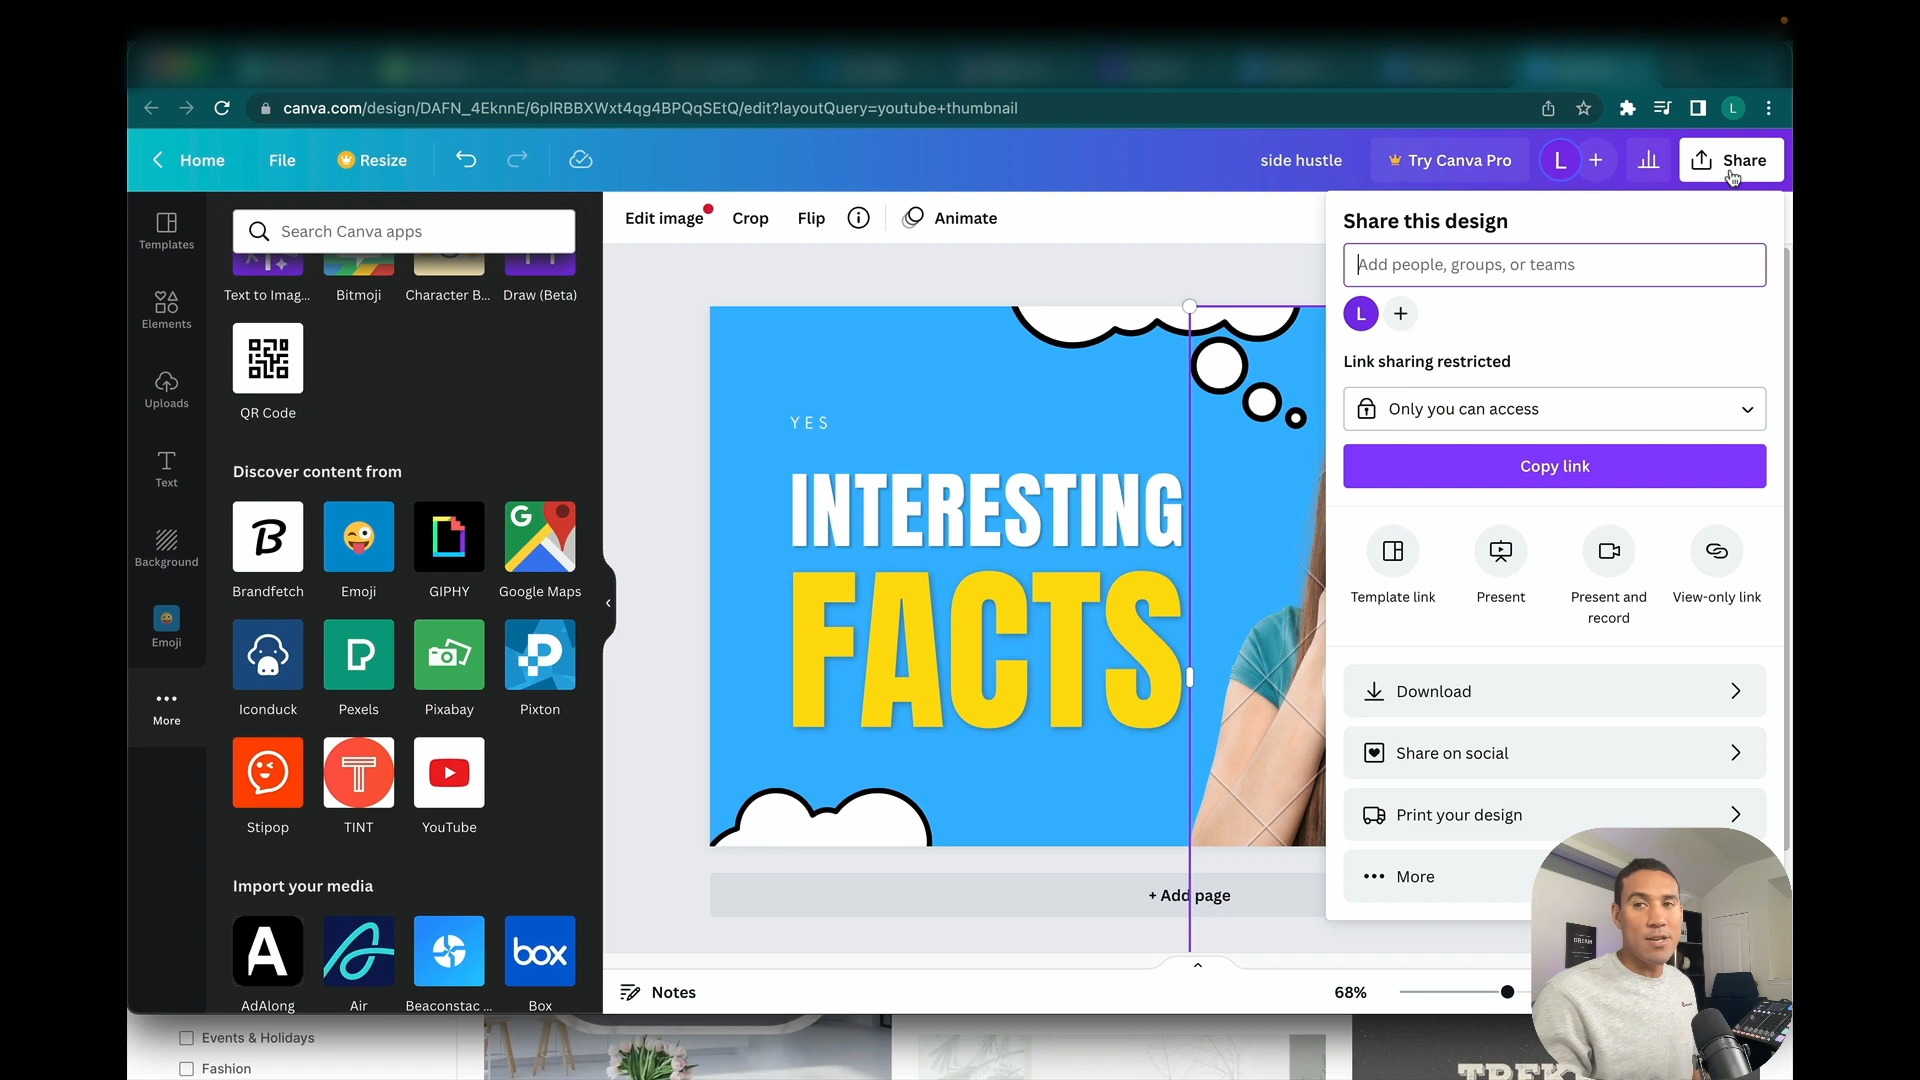 canva.com/design/DAFN_4EknnE/6plRBBXWxt4qg4BPQqSEtQ/edit?layoutQuery=youtube+thumbnail
L
Home
File
Resize
side hustle
Try Canva Pro
L
+
Share
Templates
Elements
Uploads
Text
Background
Emoji
More
Search Canva apps
Text to Imag...
Bitmoji
Character B...
Draw (Beta)
QR Code
Discover content from
Brandfetch
Emoji
GIPHY
Google Maps
Iconduck
Pexels
Pixabay
Pixton
Stipop
TINT
YouTube
Import your media
box
AdAlong
Air
Beaconstac ...
Box
Edit image
Crop
Flip
Animate
YES
INTERESTING
FACTS
+ Add page
Notes
68%
Share this design
Add people, groups, or teams
L
+
Link sharing restricted
Only you can access
Copy link
Template link
Present
Present and
record
View-only link
Download
Share on social
Print your design
More
DREAM
Events & Holidays
Fashion